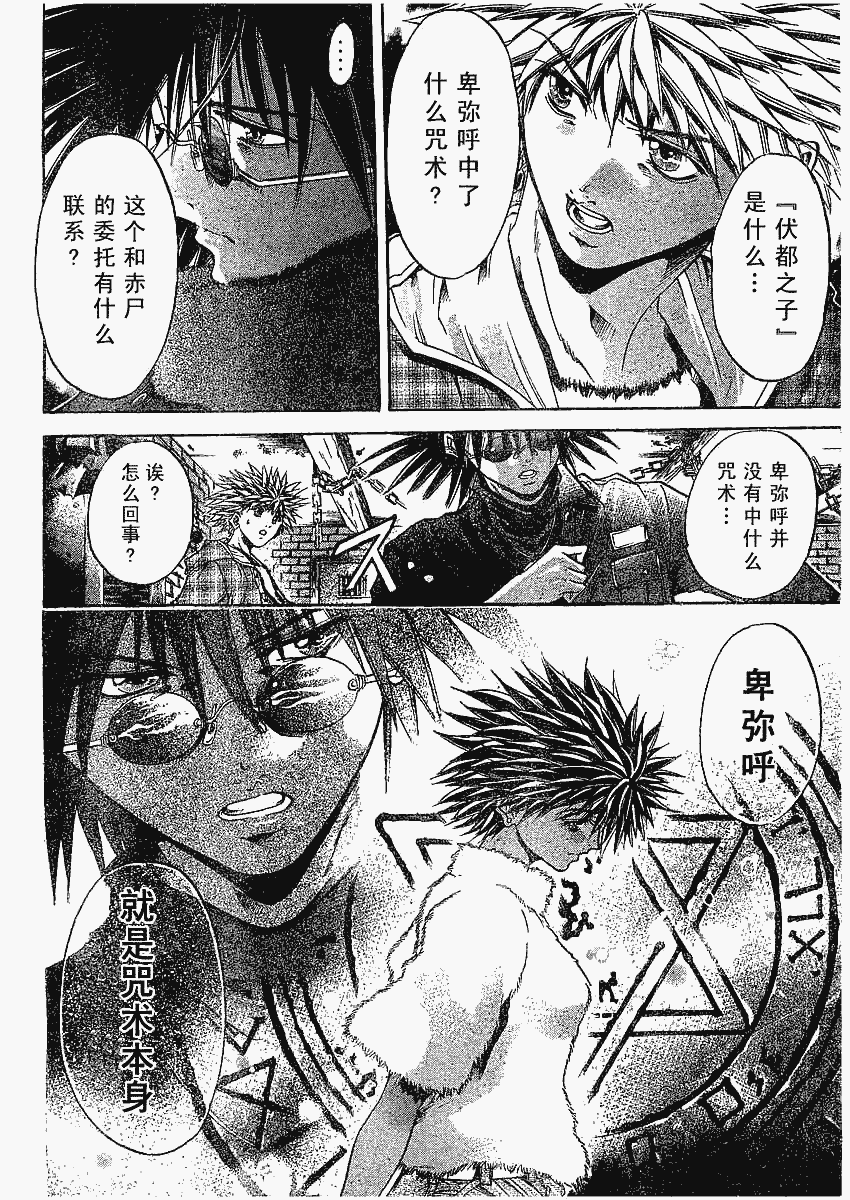 『伏都之子』
是什么…
卑弥呼中了
什么咒术？
…
这个和赤尸
的委托有什么
联系？
卑弥呼并
没有中什么
咒术…
诶？
怎么回事？
卑弥呼
就是咒术本身